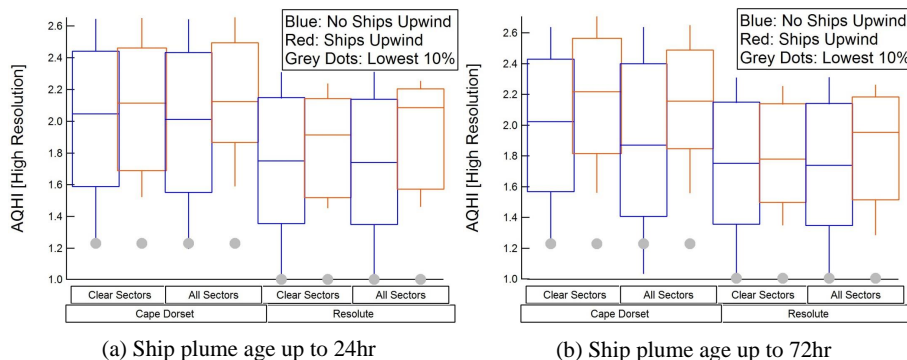 AQHI [High Resolution]
2.6
2.4
2.2
2.0
1.8
1.6
1.4
1.2
1.0
Blue: No Ships Upwind
Red: Ships Upwind
Grey Dots: Lowest 10%
Clear Sectors All Sectors Clear Sectors All Sectors
Cape Dorset Resolute
(a) Ship plume age up to 24hr
AQHI [High Resolution]
2.6
2.4
2.2
2.0
1.8
1.6
1.4
1.2
1.0
Blue: No Ships Upwind
Red: Ships Upwind
Grey Dots: Lowest 10%
Clear Sectors All Sectors Clear Sectors All Sectors
Cape Dorset Resolute
(b) Ship plume age up to 72hr